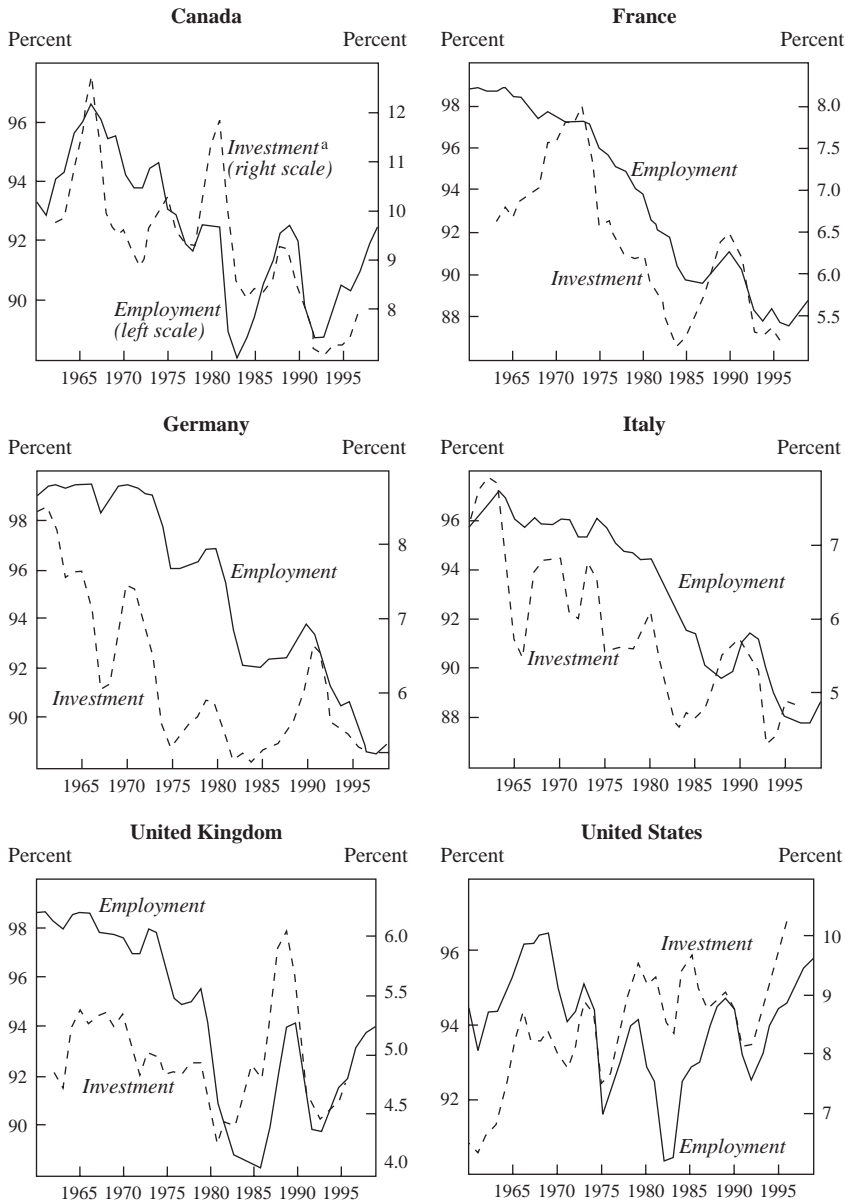 Canada
Percent
Percent
96
94
92
90
12
11
10
9
8
Investment a
(right scale)
Employment
(left scale)
1965 1970 1975 1980 1985 1990 1995
France
Percent
Percent
98
96
94
92
90
88
8.0
7.5
7.0
6.5
6.0
5.5
Employment
Investment
1965 1970 1975 1980 1985 1990 1995
Germany
Percent
Percent
98
96
94
92
90
8
7
6
Employment
Investment
1965 1970 1975 1980 1985 1990 1995
Italy
Percent
Percent
96
94
92
90
88
7
6
5
Employment
Investment
1965 1970 1975 1980 1985 1990 1995
United Kingdom
Percent
Percent
98
96
94
92
90
6.0
5.5
5.0
4.5
4.0
Employment
Investment
1965 1970 1975 1980 1985 1990 1995
United States
Percent
Percent
96
94
92
10
9
8
7
Investment
Employment
1965 1970 1975 1980 1985 1990 1995